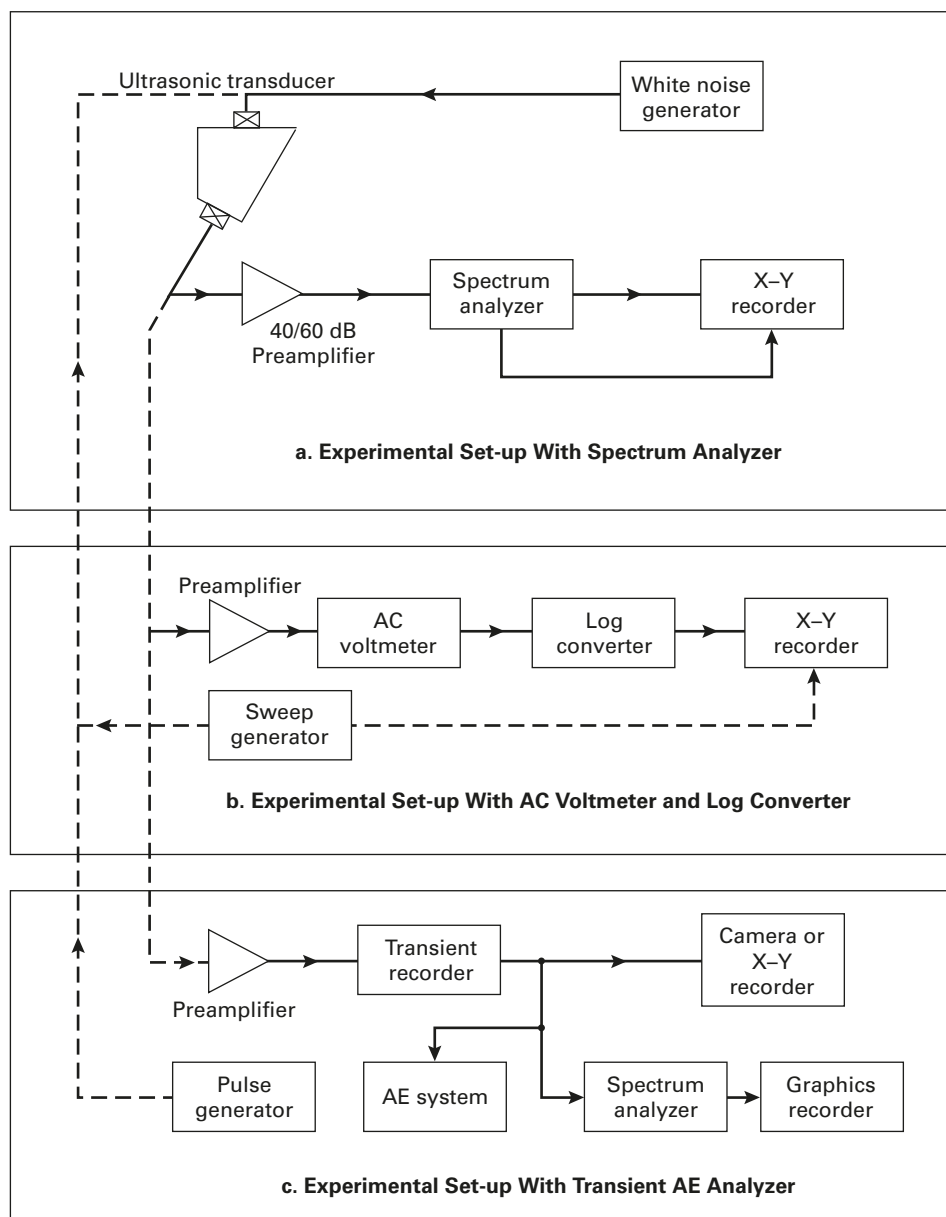 Ultrasonic transducer
White noise
generator
40/60 dB
Preamplifier
Spectrum
analyzer
X–Y
recorder
a. Experimental Set-up With Spectrum Analyzer
Preamplifier
AC
voltmeter
Log
converter
X–Y
recorder
Sweep
generator
b. Experimental Set-up With AC Voltmeter and Log Converter
Preamplifier
Transient
recorder
Camera or
X–Y
recorder
Pulse
generator
AE system
Spectrum
analyzer
Graphics
recorder
c. Experimental Set-up With Transient AE Analyzer